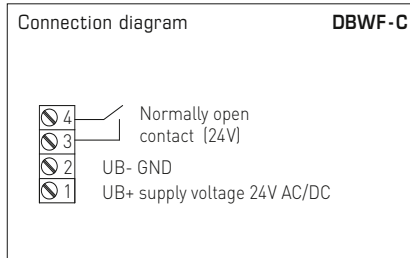 Connection diagram DBWF-C
4 Normally open
3 contact (24V)
2 UB- GND
1 UB+ supply voltage 24V AC/DC